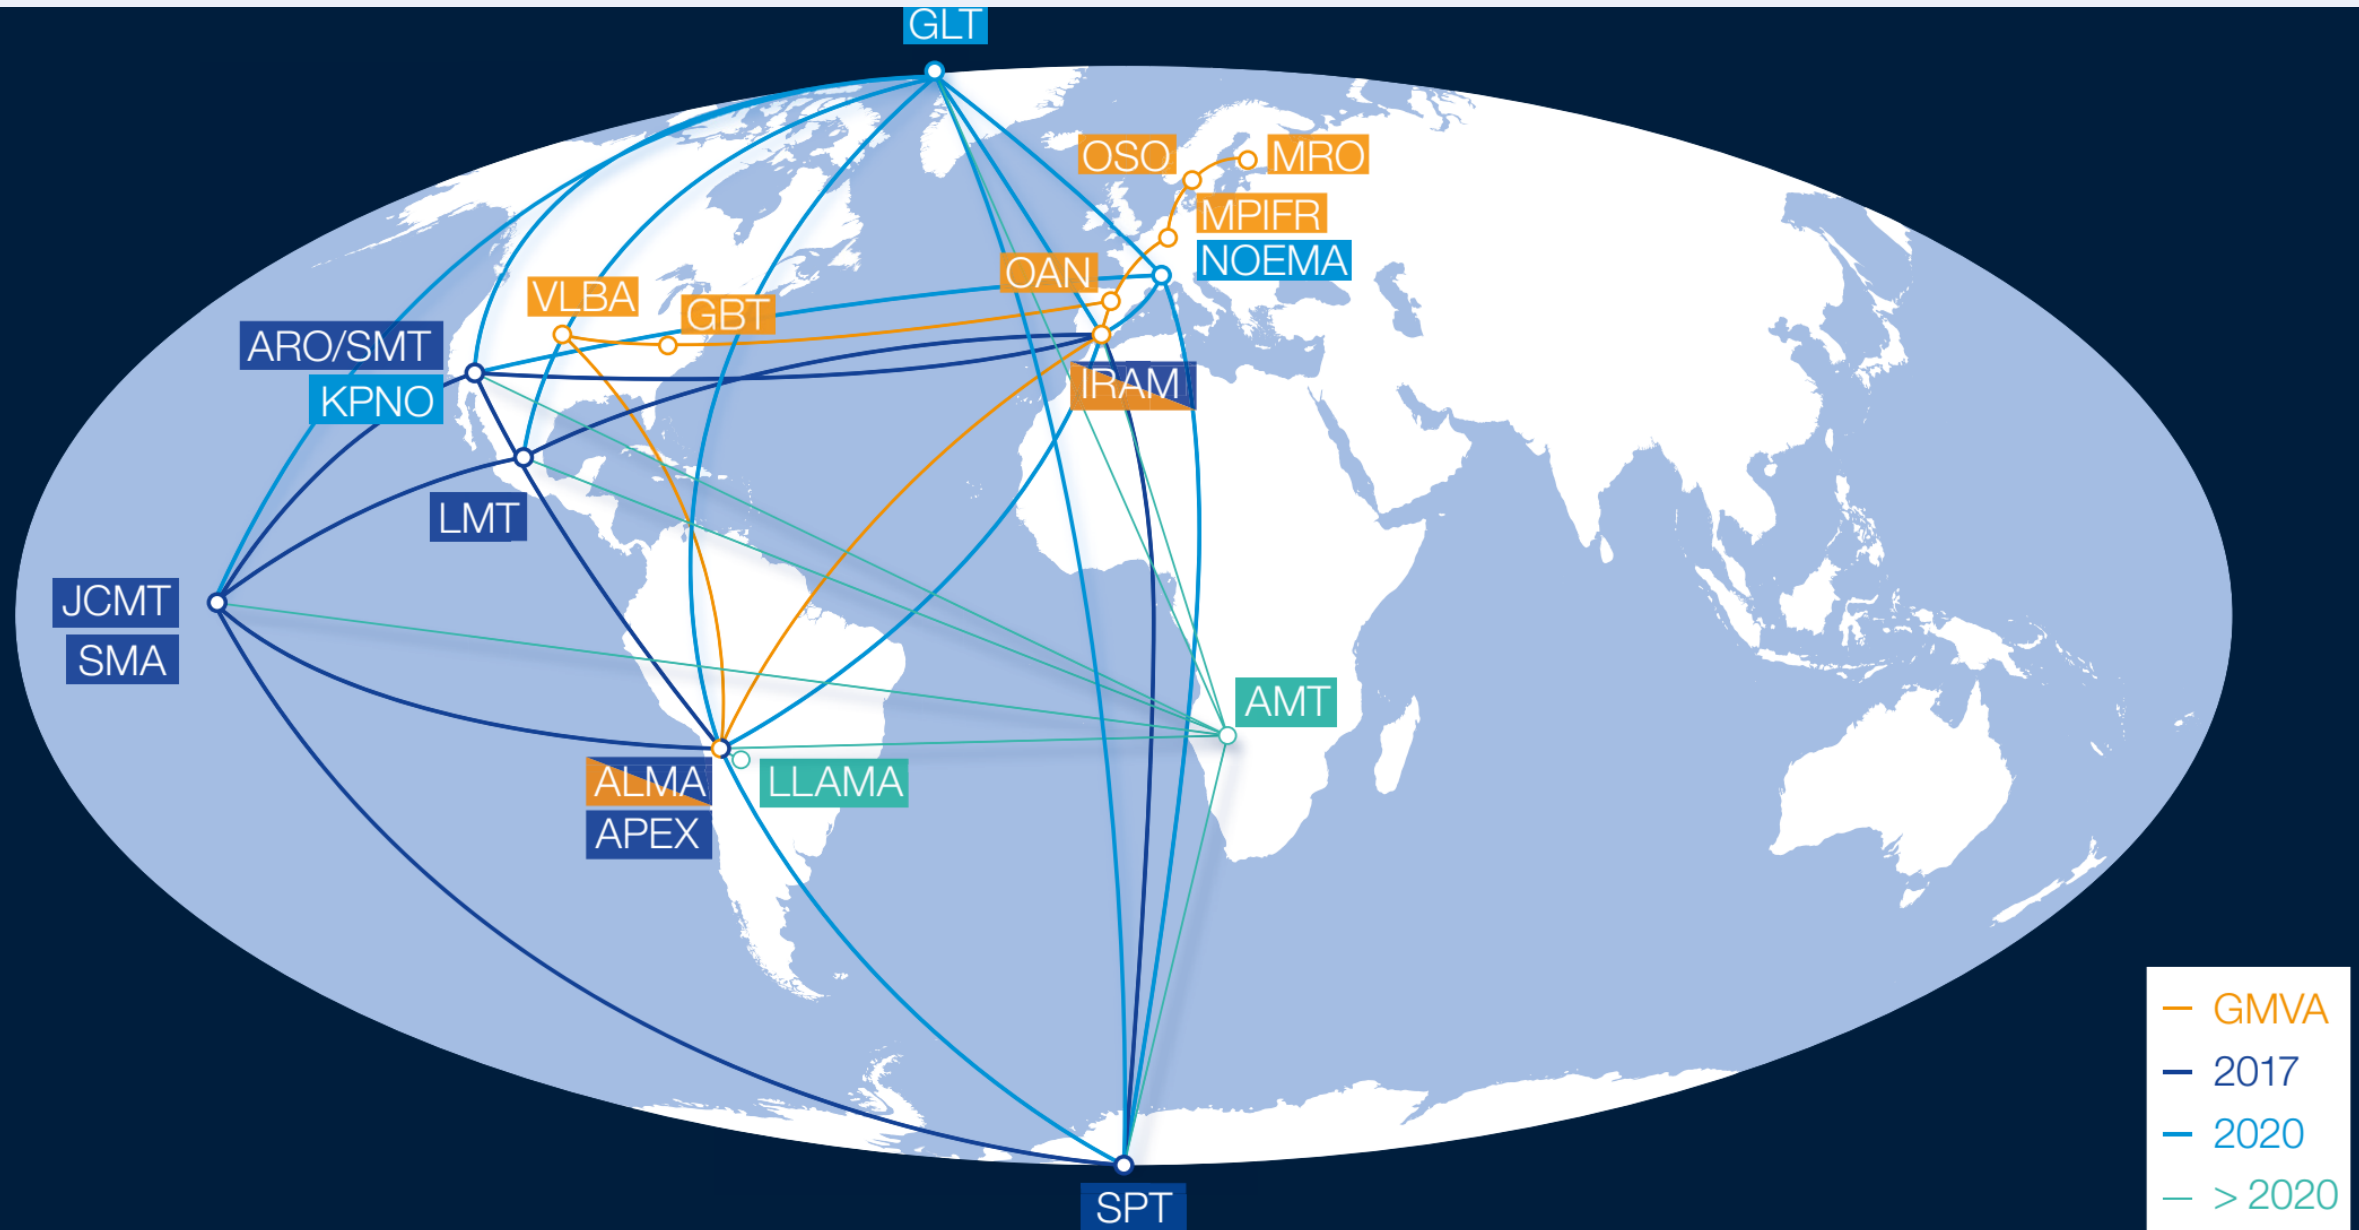 GLT
OSO
MRO
MPIFR
NOEMA
OAN
VLBA
GBT
ARO/SMT
KPNO
IRAM
LMT
JCMT
SMA
AMT
ALMA
LLAMA
APEX
SPT
GMVA
2017
2020
> 2020